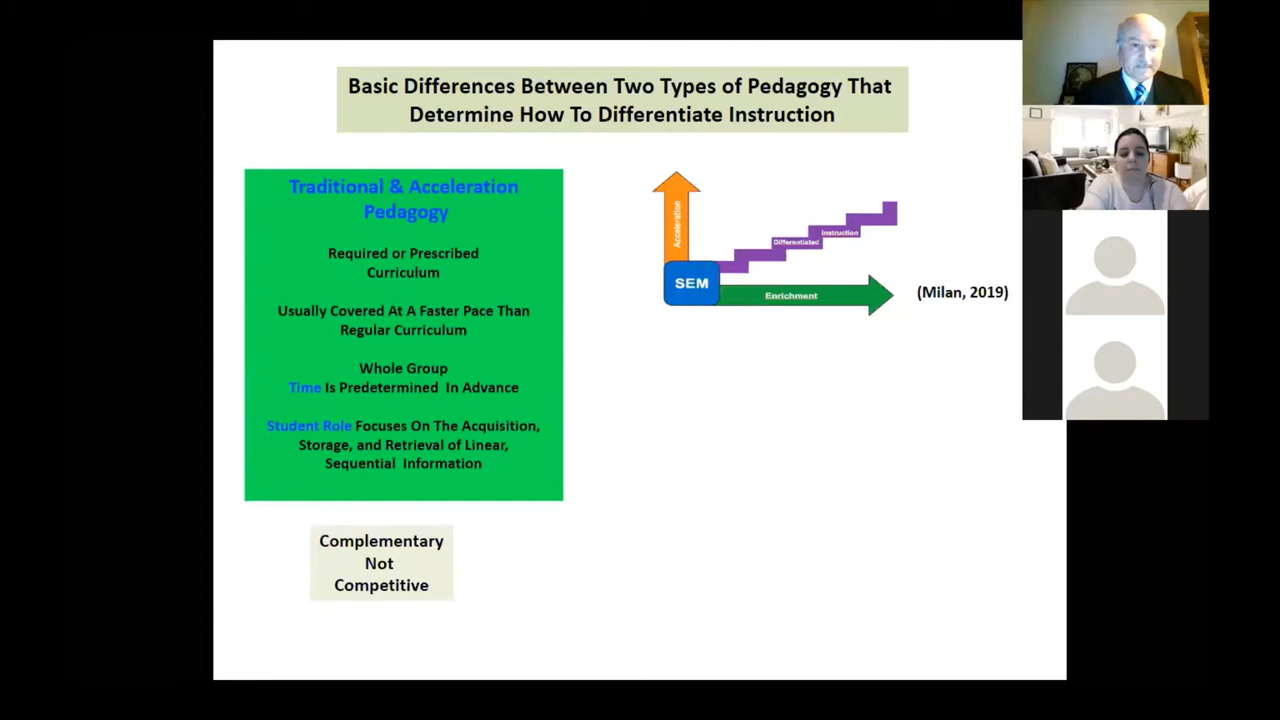 Basic Differences Between Two Types of Pedagogy That
Determine How To Differentiate Instruction
Traditional & Acceleration
Pedagogy
Required or Prescribed
Curriculum
Usually Covered At A Faster Pace Than
Regular Curriculum
Whole Group
Time Is Predetermined In Advance
Student Role Focuses On The Acquisition,
Storage, and Retrieval of Linear,
Sequential Information
Complementary
Not
Competitive
Acceleration
Differentiated
Instruction
SEM
Enrichment
(Milan, 2019)